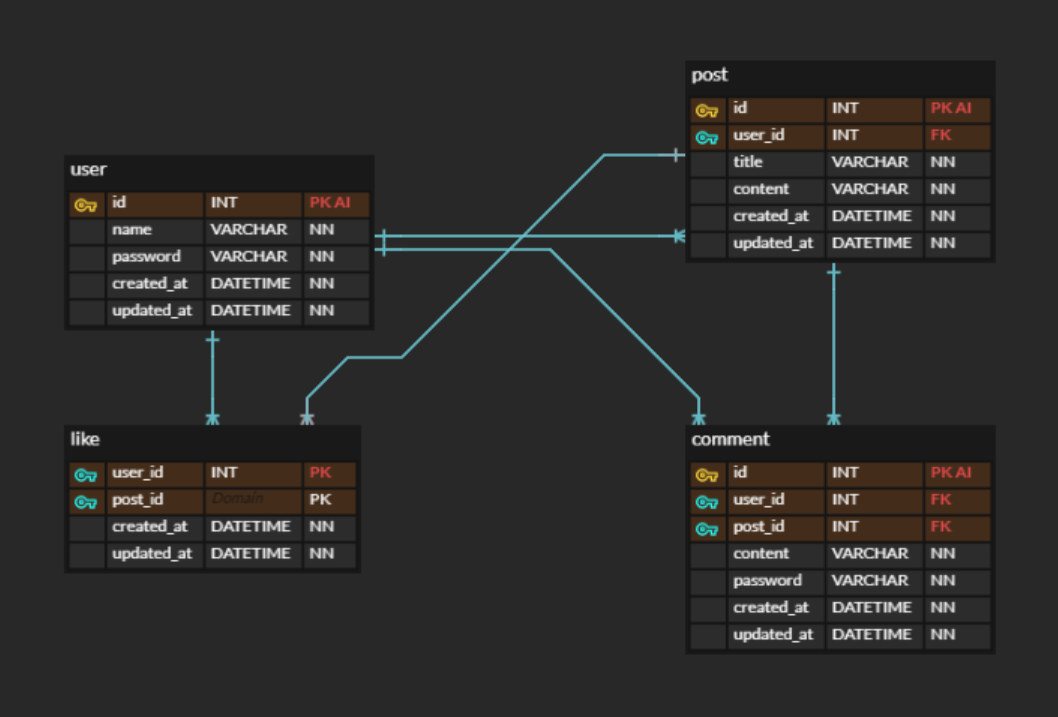 user
id INT PK AI
name VARCHAR NN
password VARCHAR NN
created_at DATETIME NN
updated_at DATETIME NN
post
id INT PK AI
user_id INT FK
title VARCHAR NN
content VARCHAR NN
created_at DATETIME NN
updated_at DATETIME NN
like
user_id INT PK
post_id Domain PK
created_at DATETIME NN
updated_at DATETIME NN
comment
id INT PK AI
user_id INT FK
post_id INT FK
content VARCHAR NN
password VARCHAR NN
created_at DATETIME NN
updated_at DATETIME NN